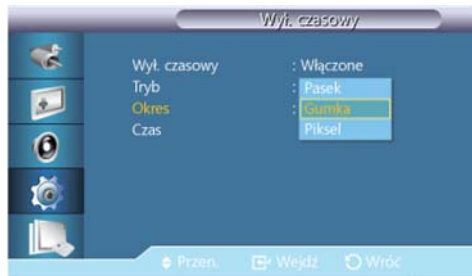 Wył. czasowy
Wył. czasowy : Włączone
Tryb : Pasek
Okres : Gumka
Czas Piksel
Przen. Wejdź Wróć